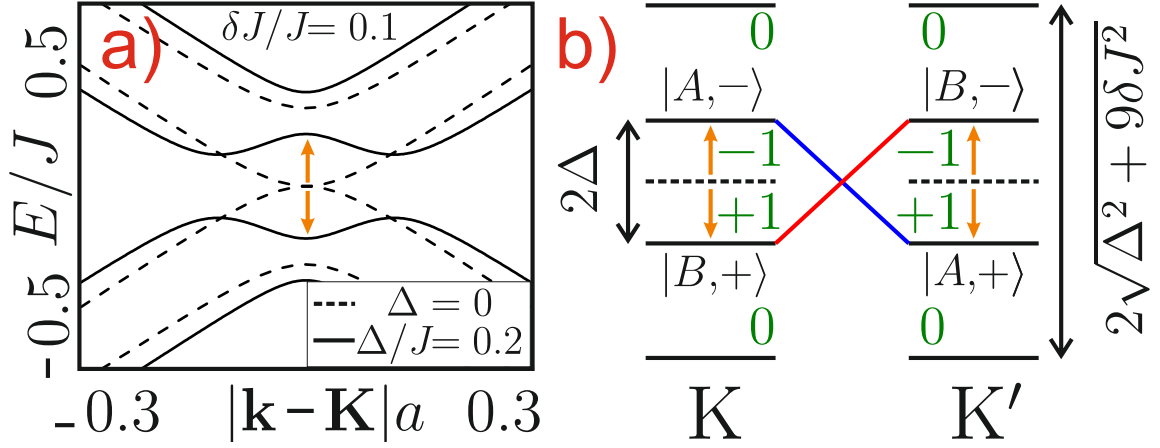 a)
δJ/J= 0.1
E/J
0.5
-0.5
Δ = 0
Δ/J= 0.2
-0.3
|k-K|a
0.3
b)
0
0
|A,-⟩
|B,-⟩
2Δ
-1
-1
+1
+1
|B,+⟩
|A,+⟩
0
0
K
K′
2√Δ² + 9δJ²